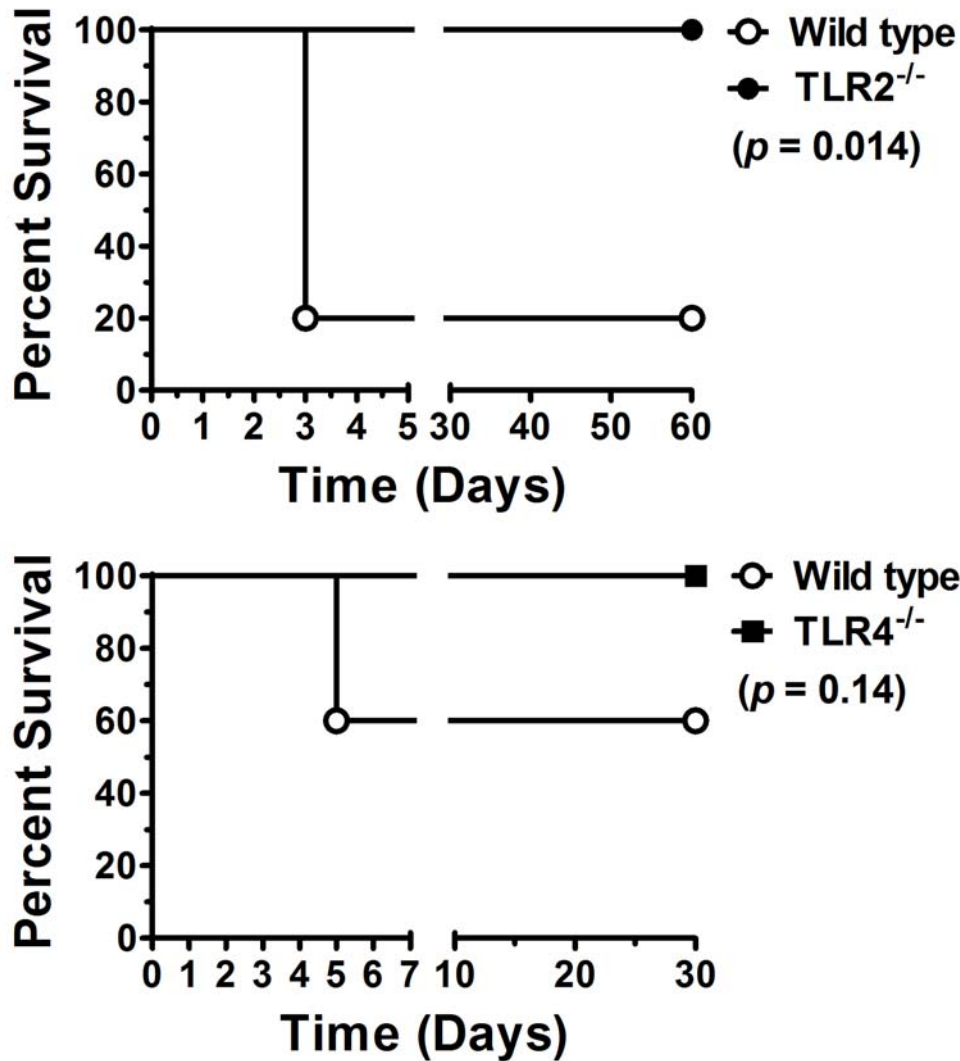 Percent Survival
100
80
60
40
20
0
0 1 2 3 4 5 30 40 50 60
Time (Days)
Wild type
TLR2-/-
(p = 0.014)
Percent Survival
100
80
60
40
20
0
0 1 2 3 4 5 6 7 10 20 30
Time (Days)
Wild type
TLR4-/-
(p = 0.14)